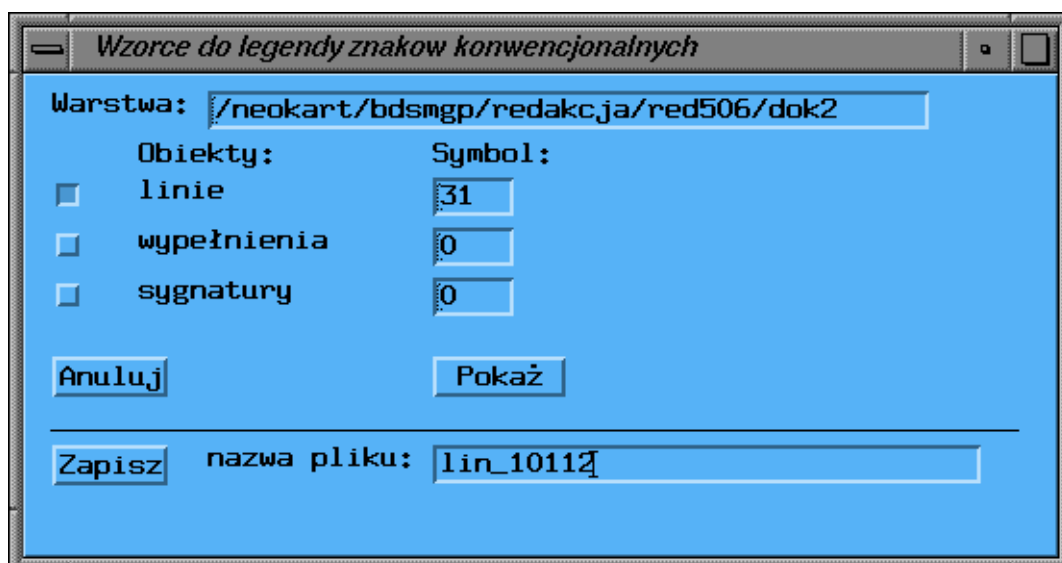 Wzorce do legendy znakow konwencjonalnych
Warstwa: /neokart/bdsmgp/redakcja/red506/dok2
Obiekty: Symbol:
linie 31
wypełnienia 0
sygnatury 0
Anuluj Pokaż
Zapisz nazwa pliku: lin_10112